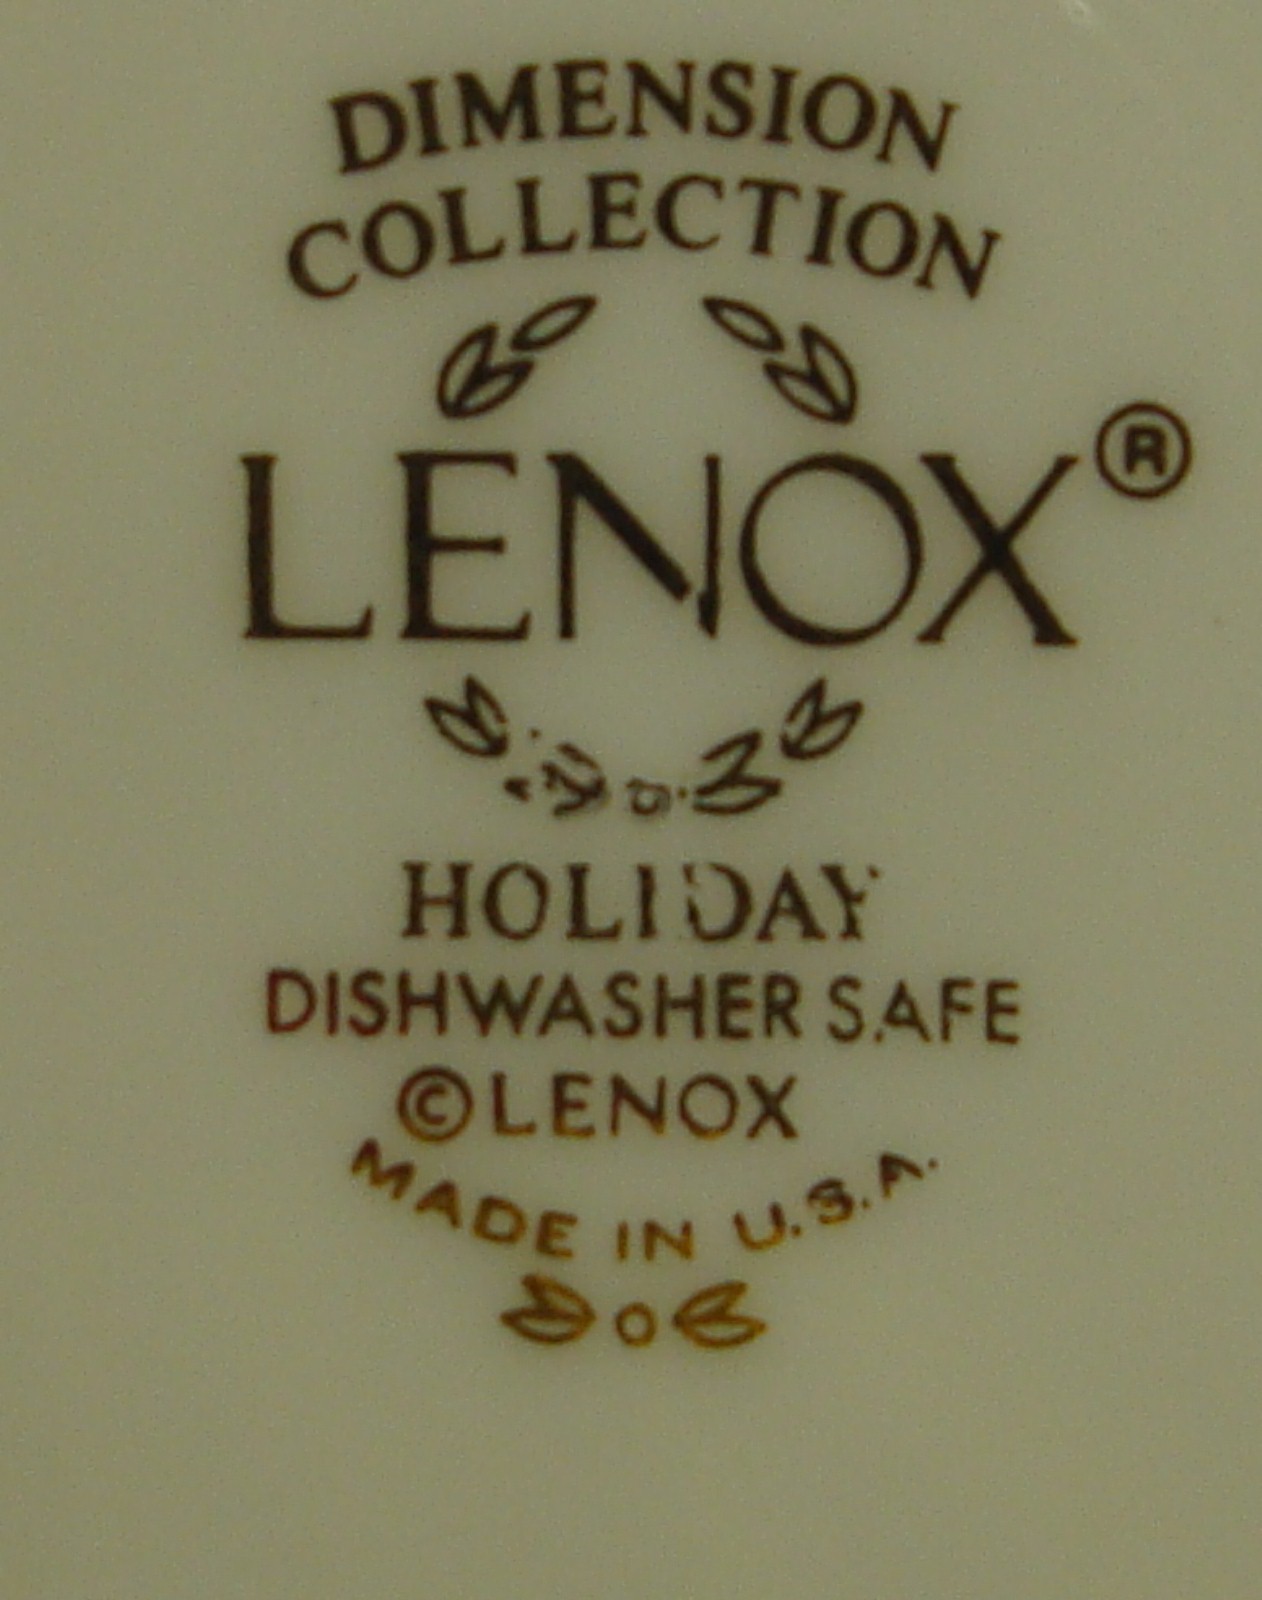 DIMENSION
COLLECTION
LENOX®
HOLIDAY
DISHWASHER SAFE
©LENOX
MADE IN U.S.A.